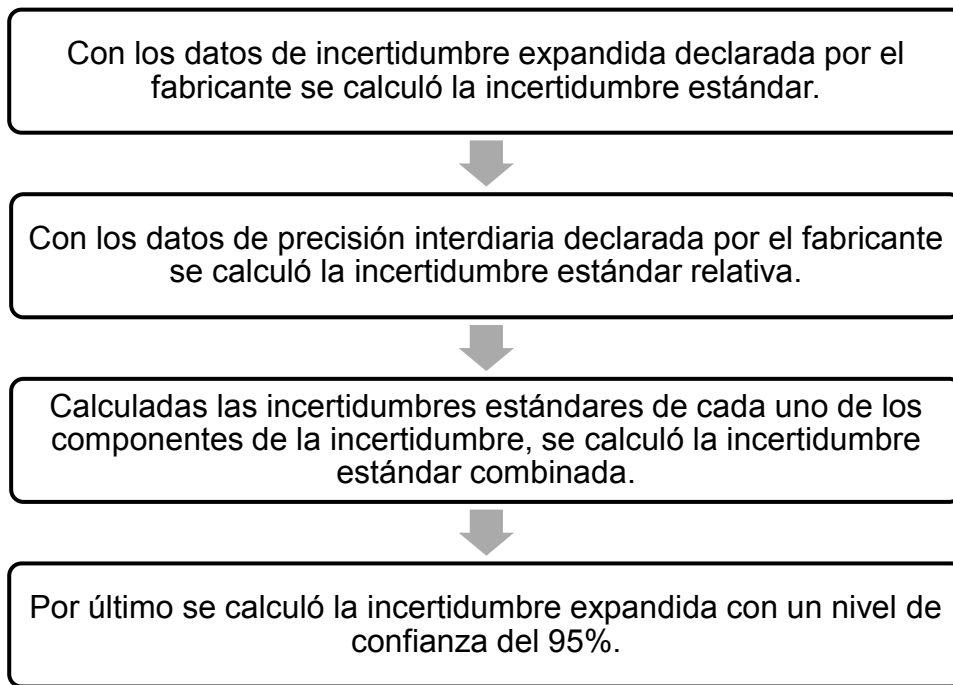 Con los datos de incertidumbre expandida declarada por el
fabricante se calculó la incertidumbre estándar.
Con los datos de precisión interdiaria declarada por el fabricante
se calculó la incertidumbre estándar relativa.
Calculadas las incertidumbres estándares de cada uno de los
componentes de la incertidumbre, se calculó la incertidumbre
estándar combinada.
Por último se calculó la incertidumbre expandida con un nivel de
confianza del 95%.